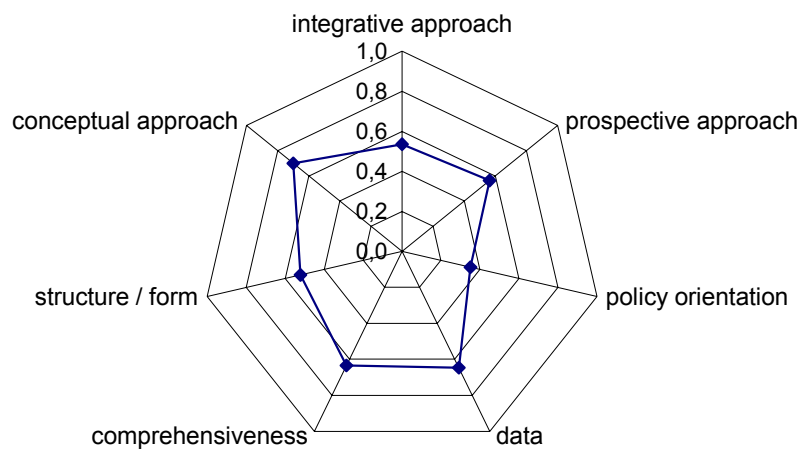 integrative approach
1,0
0,8
0,6
0,4
0,2
0,0
conceptual approach
prospective approach
structure / form
policy orientation
comprehensiveness
data